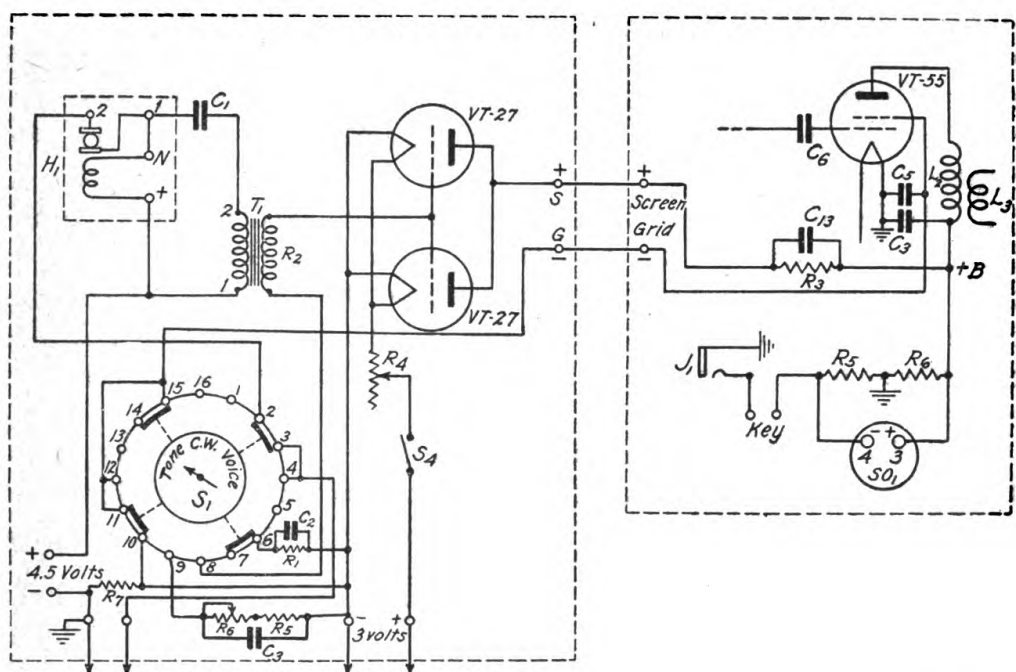 VT-27
VT-55
2
1
C1
H1
N
+
C6
C5
L2
L3
C3
2
T1
R2
1
+
S
+
Screen
Grid
G
-
-
C13
R3
+B
VT-27
R4
S4
J1
Key
R5
R6
- +
4 3
SO1
16
1
15
2
14
3
13
4
12
5
11
6
10
7
9
8
Tone C.W. Voice
S1
C2
R1
+
4.5 Volts
-
R7
R6
R5
C3
-
3 volts
+